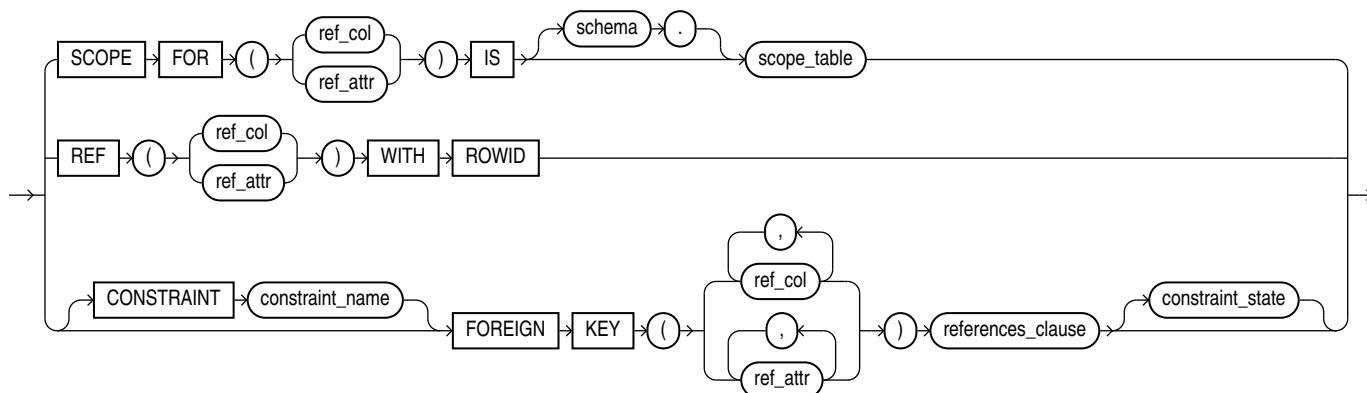 SCOPE FOR ( ref_col ref_attr ) IS schema . scope_table
REF ( ref_col ref_attr ) WITH ROWID
CONSTRAINT constraint_name FOREIGN KEY ( , ref_col , ref_attr ) references_clause constraint_state